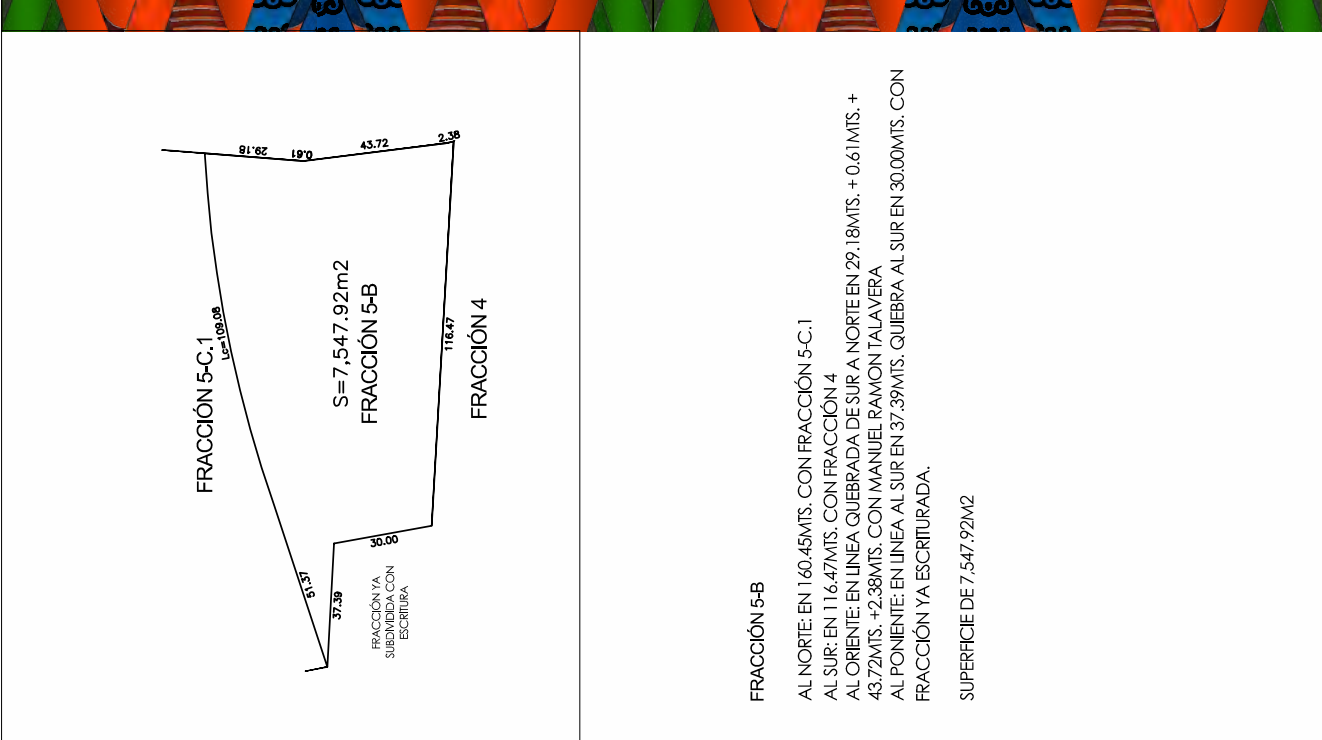 29.18
0.61
43.72
2.38
FRACCIÓN 5-C.1
Lc=109.08
S=7,547.92m2
FRACCIÓN 5-B
116.47
FRACCIÓN 4
51.37
37.39
30.00
FRACCIÓN YA
SUBDIVIDIDA CON
ESCRITURA
FRACCIÓN 5-B
AL NORTE: EN 160.45MTS. CON FRACCIÓN 5-C.1
AL SUR: EN 116.47MTS. CON FRACCIÓN 4
AL ORIENTE: EN LINEA QUEBRADA DE SUR A NORTE EN 29.18MTS. + 0.61MTS. +
43.72MTS. +2.38MTS. CON MANUEL RAMON TALAVERA
AL PONIENTE: EN LINEA AL SUR EN 37.39MTS. QUIEBRA AL SUR EN 30.00MTS. CON
FRACCIÓN YA ESCRITURADA.
SUPERFICIE DE 7,547.92M2